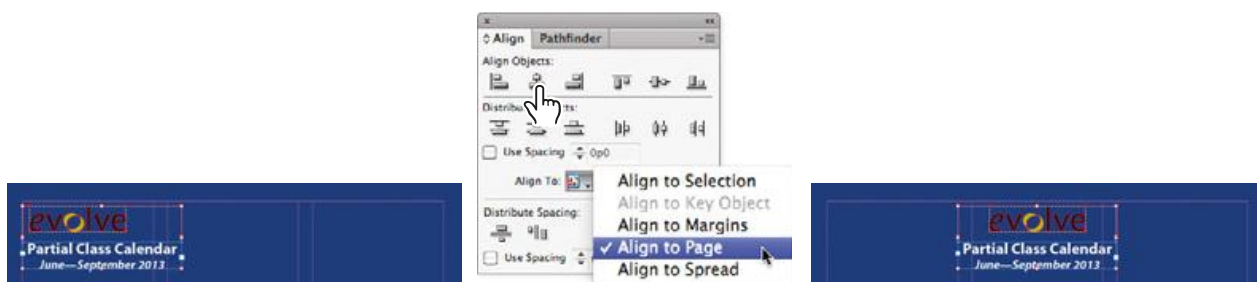 evolve
Partial Class Calendar
June—September 2013
Align Pathfinder
Align Objects:
Distribu ts:
Use Spacing 0p0
Align To:
Align to Selection
Align to Key Object
Align to Margins
✓ Align to Page
Align to Spread
Distribute Spacing:
Use Spacing
evolve
Partial Class Calendar
June—September 2013